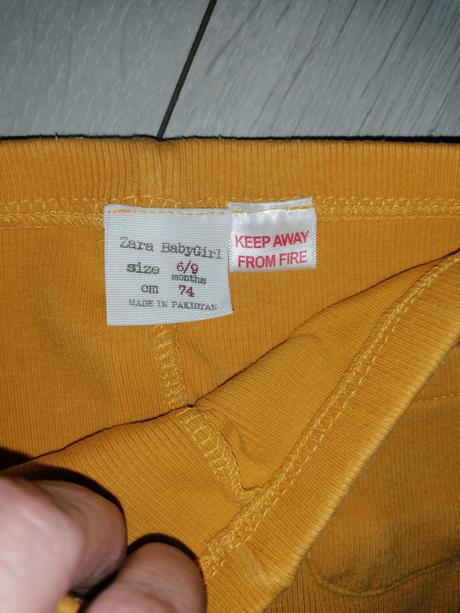 Zara BabyGirl
size 6/9
months
cm 74
MADE IN PAKISTAN
KEEP AWAY
FROM FIRE